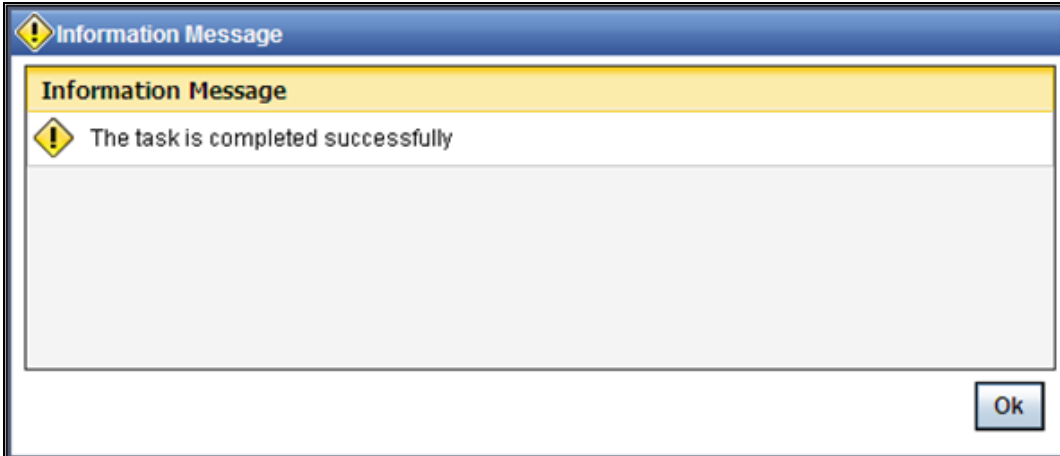 Information Message
Information Message
The task is completed successfully
Ok